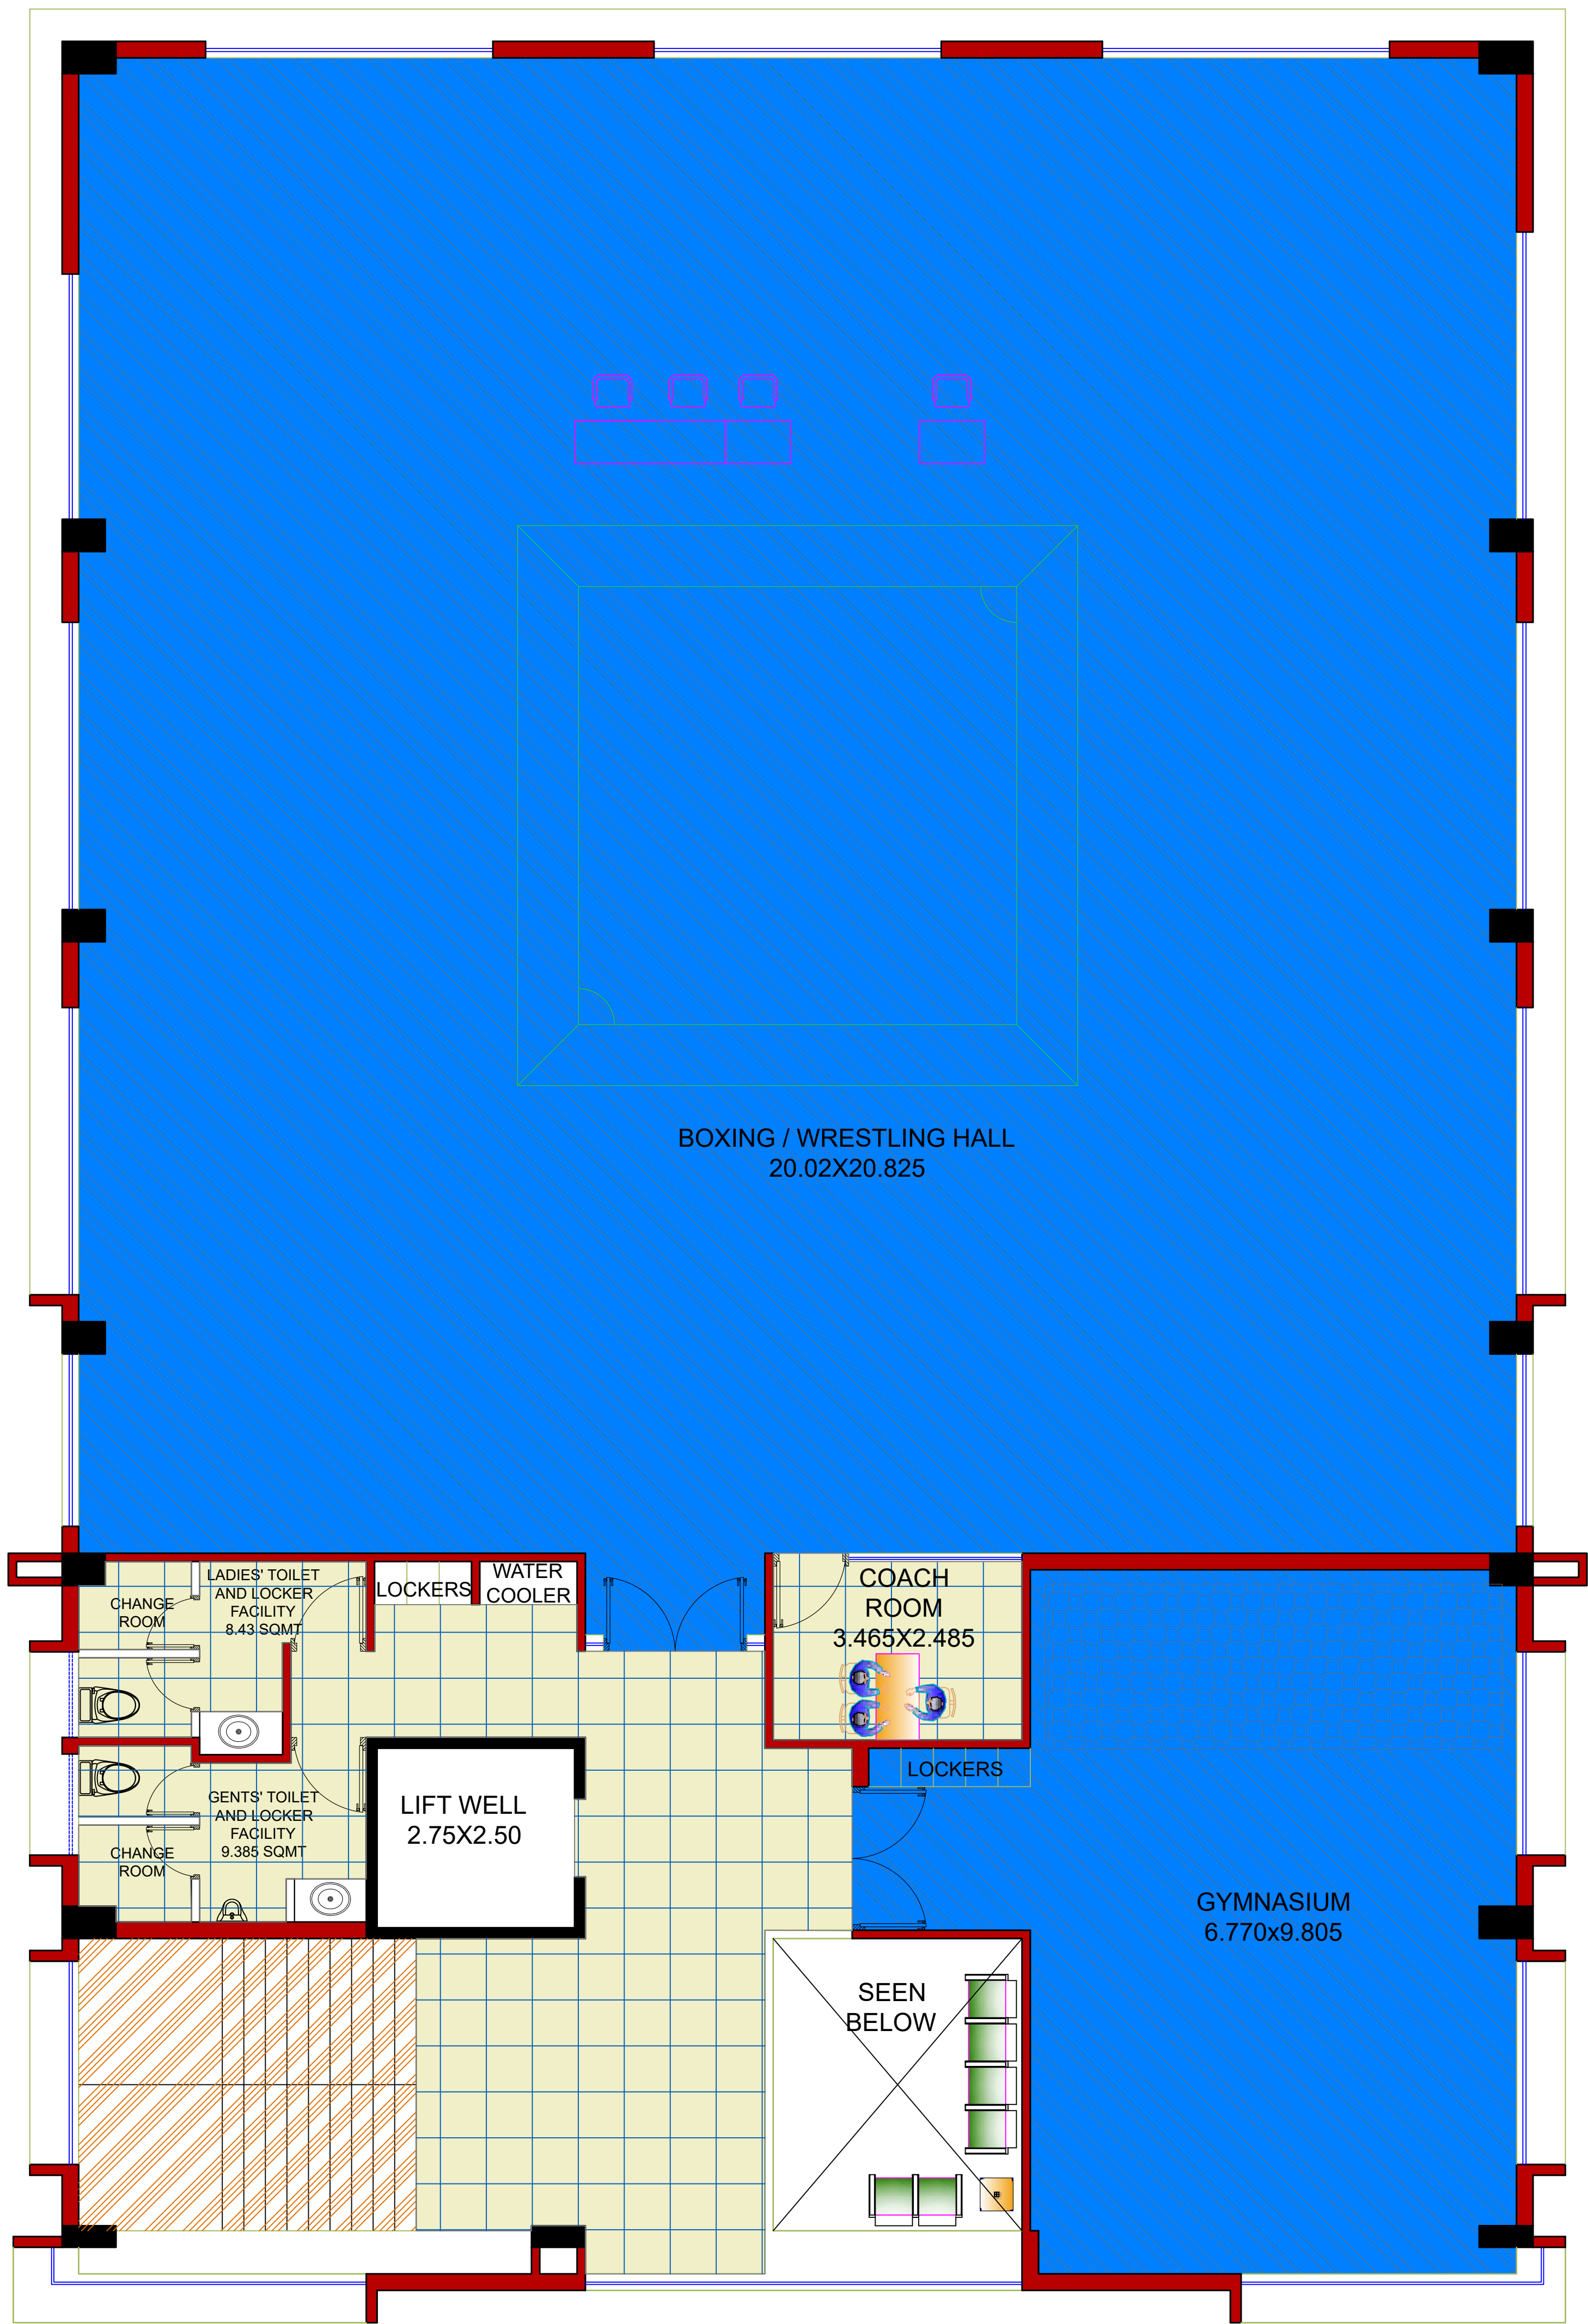 BOXING / WRESTLING HALL
20.02X20.825
LADIES' TOILET
AND LOCKER
FACILITY
8.43 SQMT
CHANGE
ROOM
LOCKERS
WATER
COOLER
COACH
ROOM
3.465X2.485
LOCKERS
LIFT WELL
2.75X2.50
GENTS' TOILET
AND LOCKER
FACILITY
9.385 SQMT
CHANGE
ROOM
GYMNASIUM
6.770x9.805
SEEN
BELOW